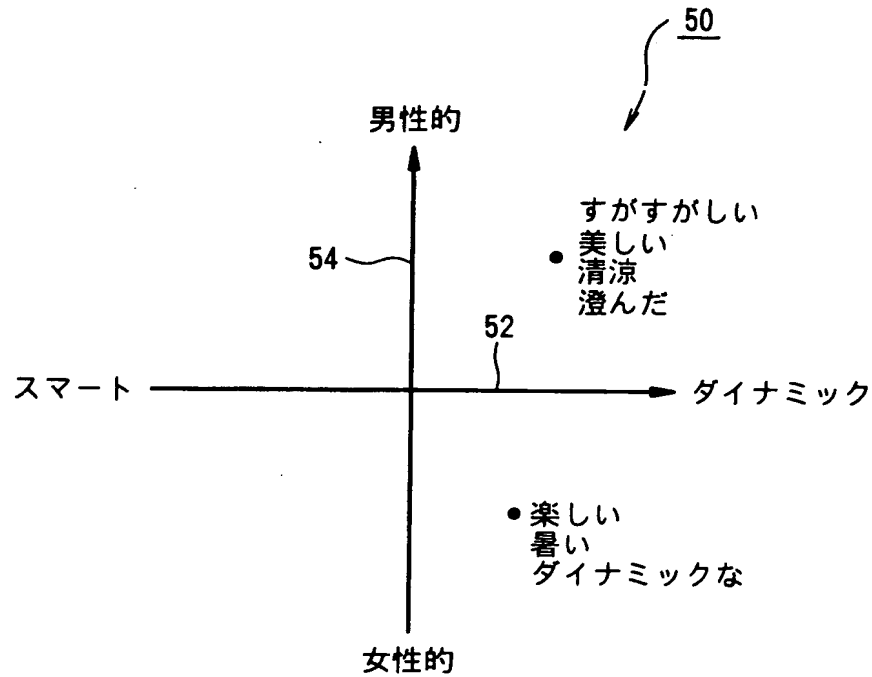 50
男性的
すがすがしい
美しい
清涼
澄んだ
54
52
スマート
ダイナミック
楽しい
暑い
ダイナミックな
女性的